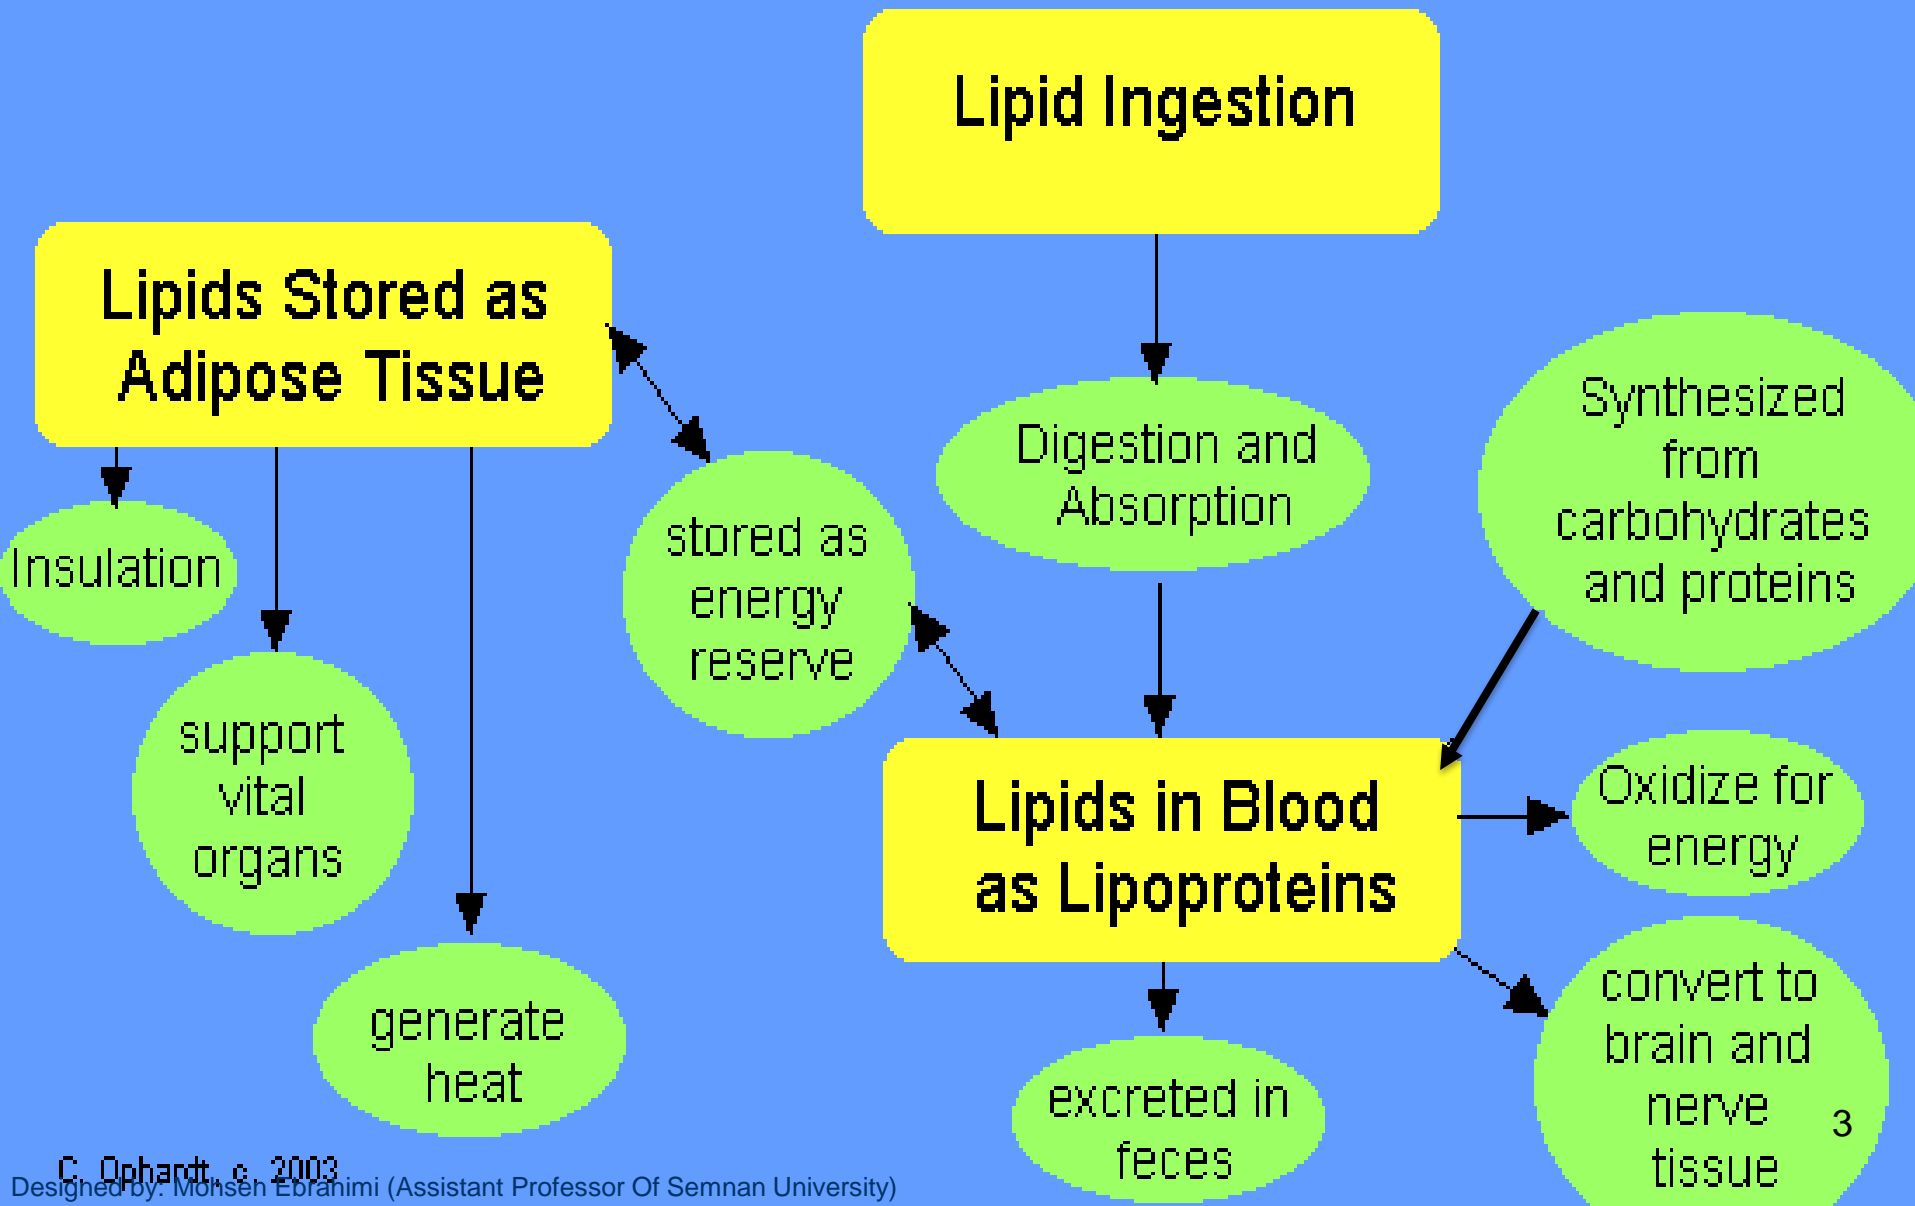 Lipid Ingestion
Lipids Stored as
Adipose Tissue
Digestion and
Absorption
Synthesized
from
carbohydrates
and proteins
Insulation
stored as
energy
reserve
support
vital
organs
Lipids in Blood
as Lipoproteins
Oxidize for
energy
generate
heat
excreted in
feces
convert to
brain and
nerve
tissue
3
C. Ophardt, c. 2003
Designed by: Mohsen Ebrahimi (Assistant Professor Of Semnan University)